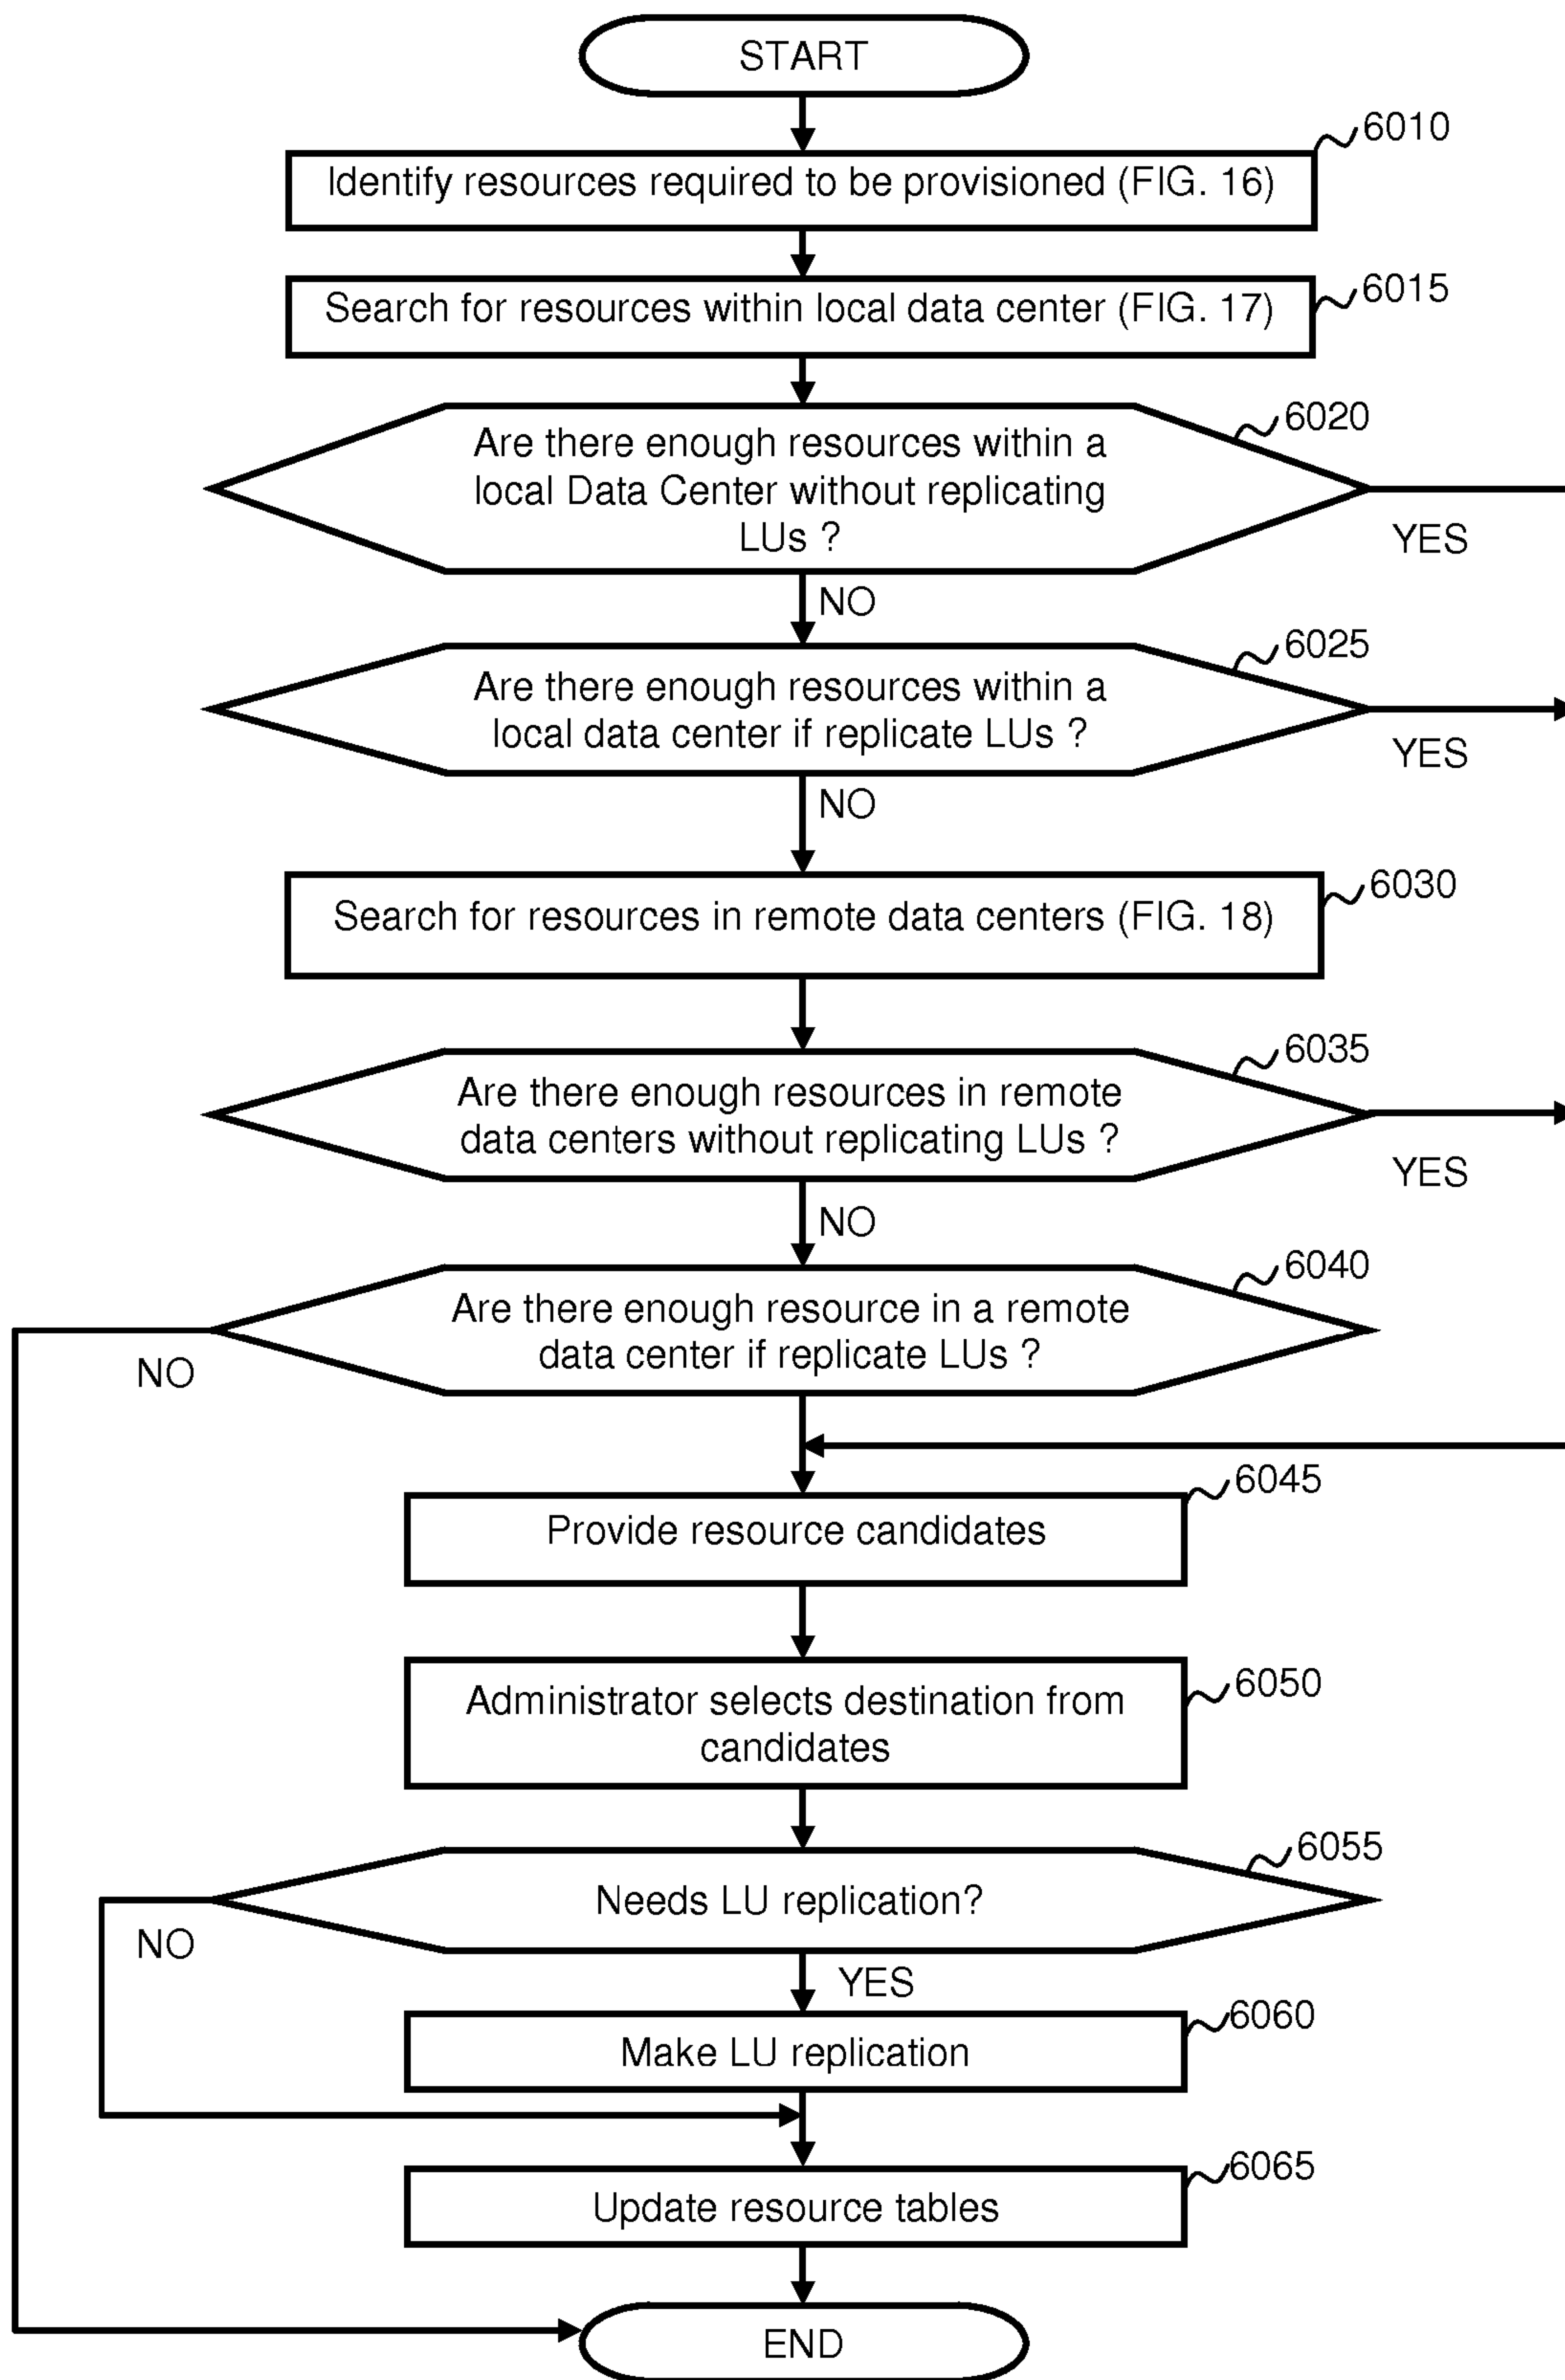 START
6010
Identify resources required to be provisioned (FIG. 16)
6015
Search for resources within local data center (FIG. 17)
6020
Are there enough resources within a
local Data Center without replicating
LUs ?
YES
NO
6025
Are there enough resources within a
local data center if replicate LUs ?
YES
NO
6030
Search for resources in remote data centers (FIG. 18)
6035
Are there enough resources in remote
data centers without replicating LUs ?
YES
NO
6040
Are there enough resource in a remote
data center if replicate LUs ?
NO
6045
Provide resource candidates
6050
Administrator selects destination from
candidates
6055
Needs LU replication?
NO
YES
6060
Make LU replication
6065
Update resource tables
END